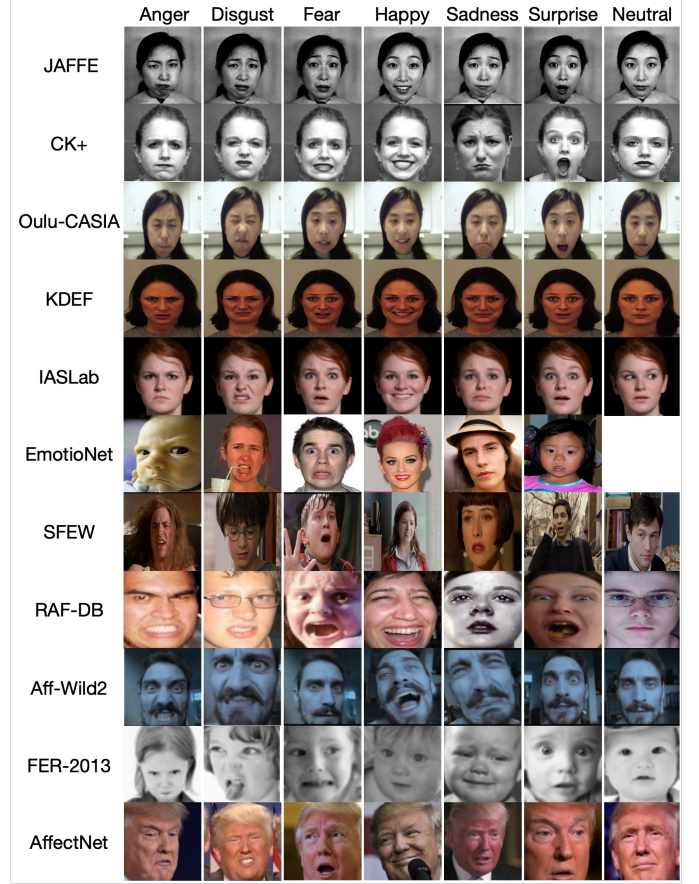 Anger Disgust Fear Happy Sadness Surprise Neutral
JAFFE
CK+
Oulu-CASIA
KDEF
IASLab
EmotioNet
abc
SFEW
RAF-DB
Aff-Wild2
FER-2013
AffectNet